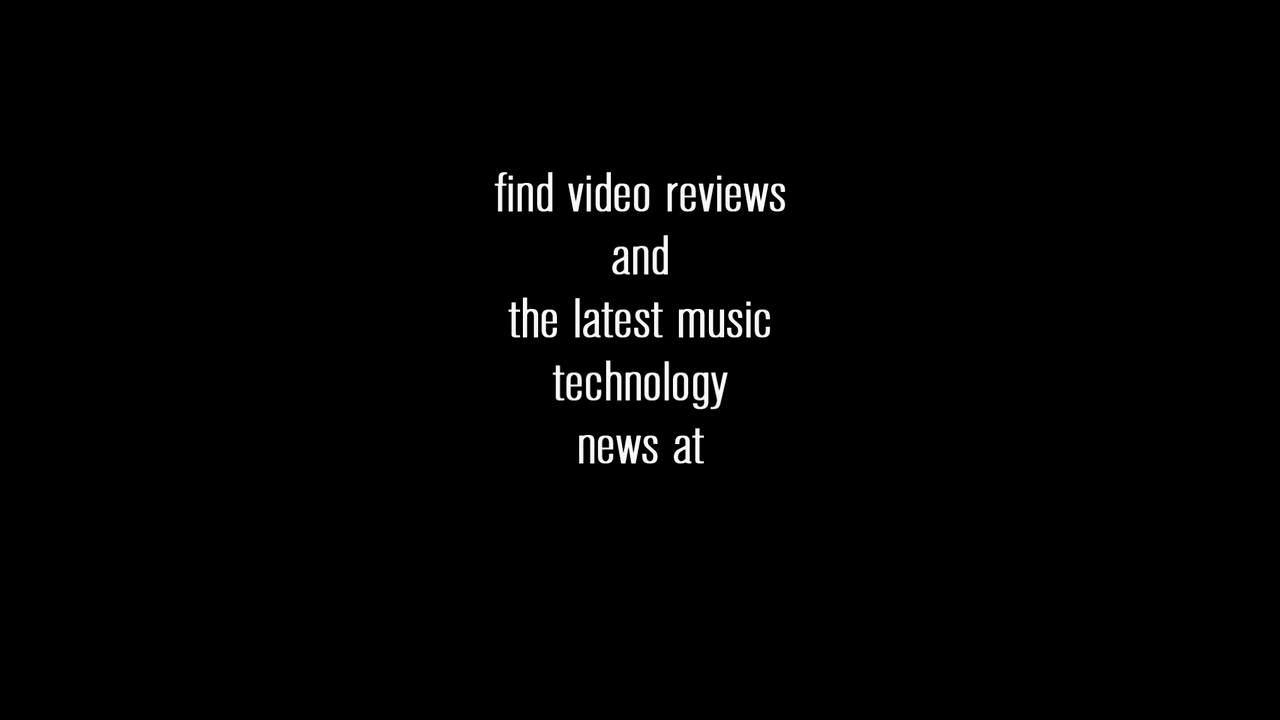 find video reviews
and
the latest music
technology
news at